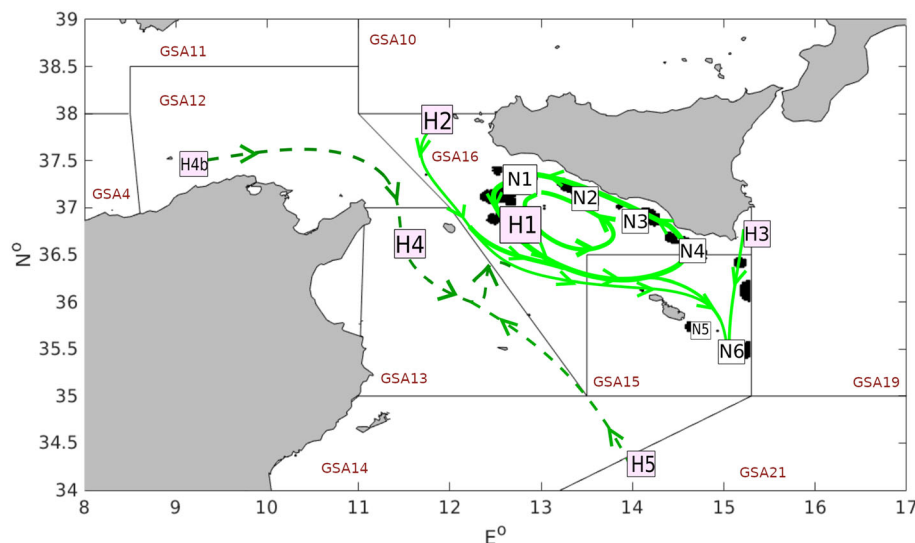 39
38.5
38
37.5
37
36.5
36
35.5
35
34.5
34
N°
8
9
10
11
12
13
14
15
16
17
E°
GSA11
GSA10
GSA12
H2
H4b
GSA16
N1
GSA4
N2
N3
H1
H3
H4
N4
N5
N6
GSA13
GSA15
GSA19
H5
GSA14
GSA21